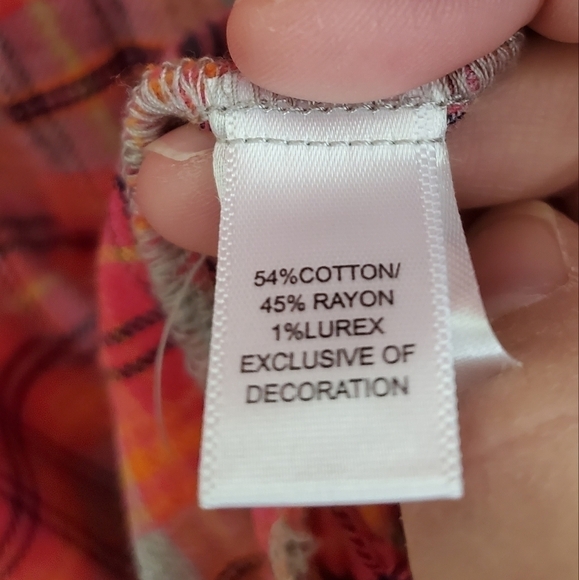 54%COTTON/
45% RAYON
1%LUREX
EXCLUSIVE OF
DECORATION